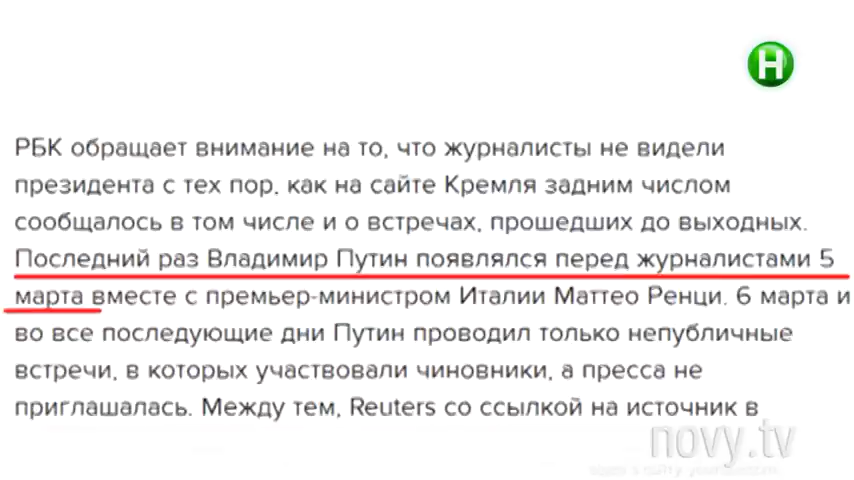 Н
РБК обращает внимание на то, что журналисты не видели
президента с тех пор, как на сайте Кремля задним числом
сообщалось в том числе и о встречах, прошедших до выходных.
Последний раз Владимир Путин появлялся перед журналистами 5
марта вместе с премьер-министром Италии Маттео Ренци. 6 марта и
во все последующие дни Путин проводил только непубличные
встречи, в которых участвовали чиновники, а пресса не
приглашалась. Между тем, Reuters со ссылкой на источник в
novy.tv